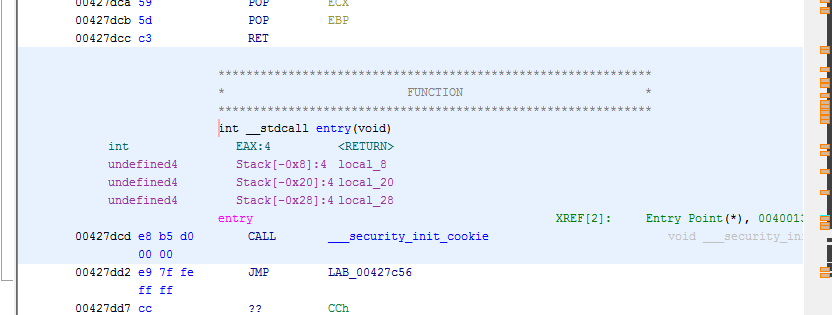 00427dca 59 POP ECX
00427dcb 5d POP EBP
00427dcc c3 RET
**************************************************************
* FUNCTION *
**************************************************************
int __stdcall entry(void)
int EAX:4 <RETURN>
undefined4 Stack[-0x8]:4 local_8
undefined4 Stack[-0x20]:4 local_20
undefined4 Stack[-0x28]:4 local_28
entry XREF[2]: Entry Point(*), 0040013
00427dcd e8 b5 d0 CALL ___security_init_cookie void ___security_in
00 00
00427dd2 e9 7f fe JMP LAB_00427c56
ff ff
00427dd7 cc ?? CCh